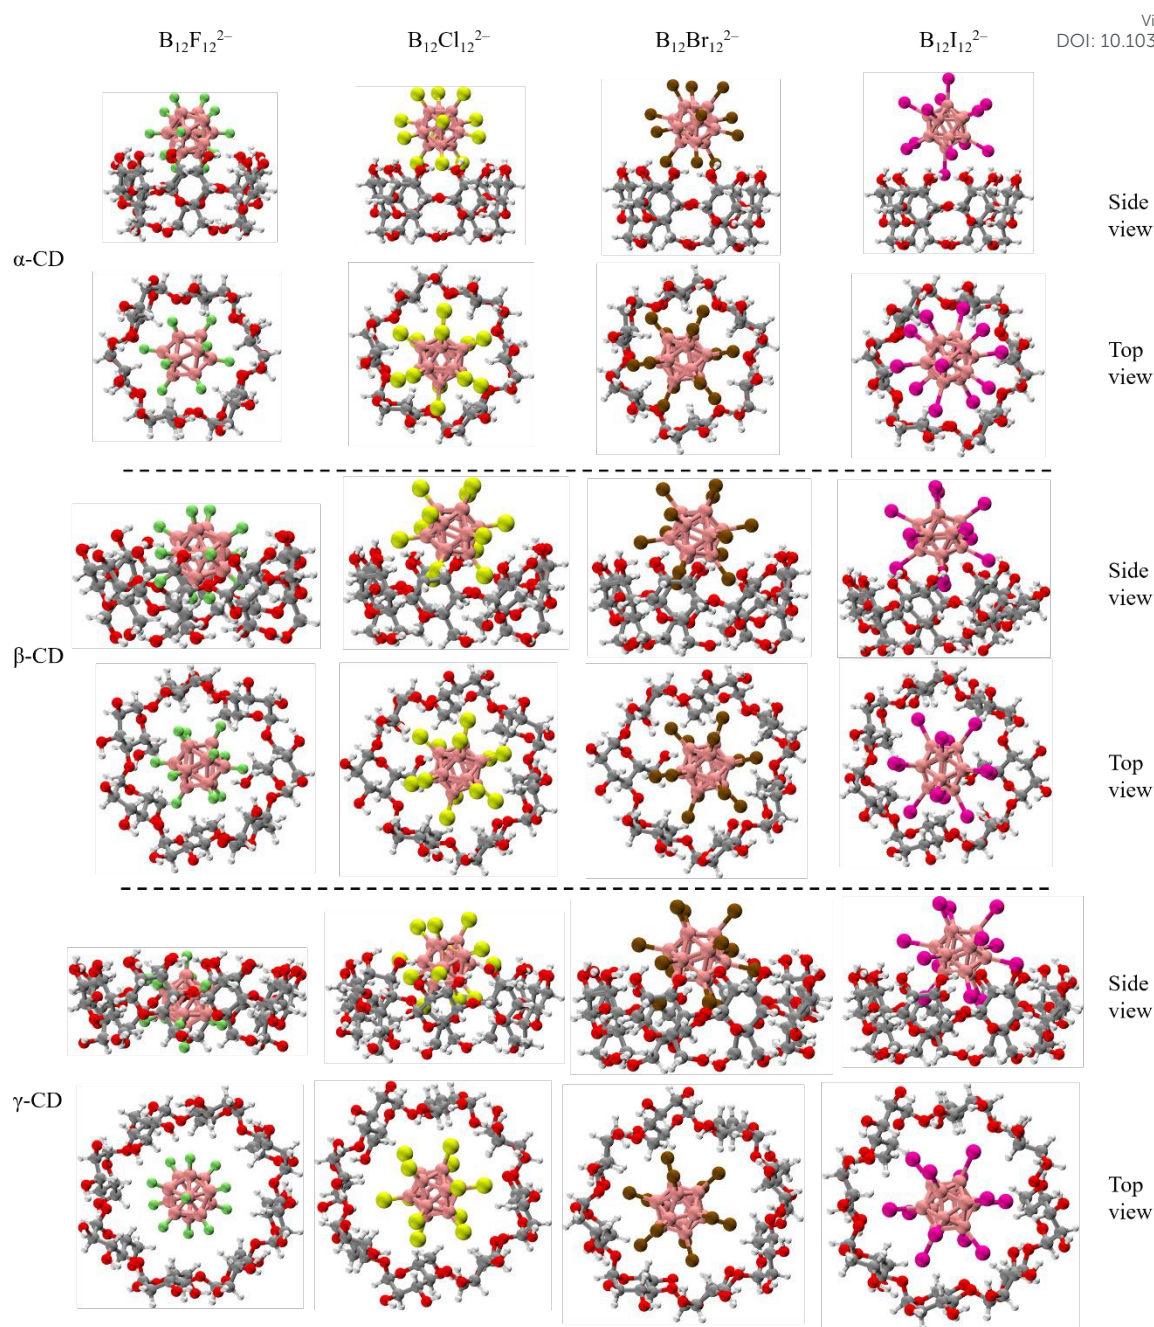 Vi
DOI: 10.103
B₁₂F₁₂²⁻ B₁₂Cl₁₂²⁻ B₁₂Br₁₂²⁻ B₁₂I₁₂²⁻
Side
view
α-CD
Top
view
Side
view
β-CD
Top
view
Side
view
γ-CD
Top
view